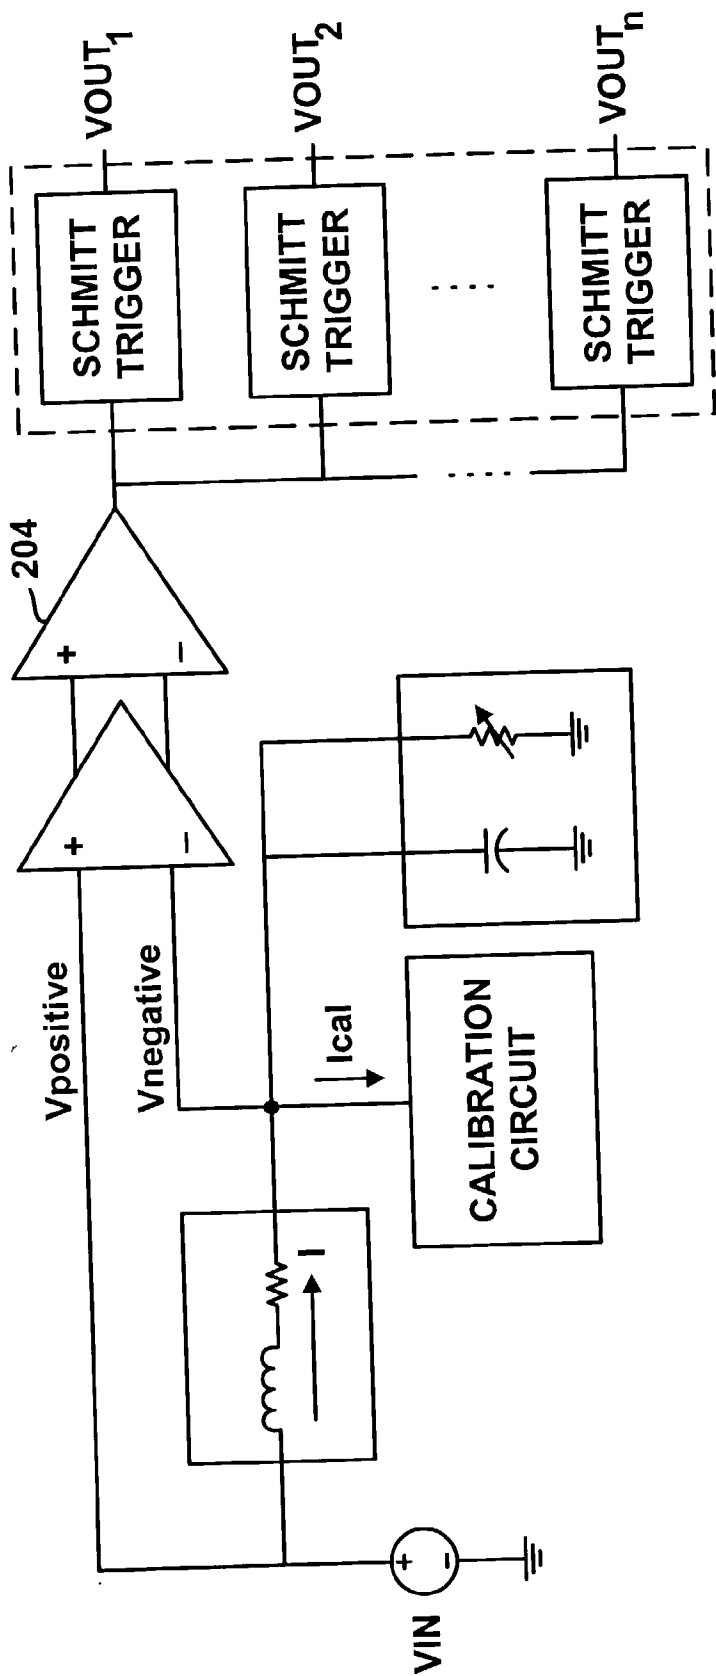 VIN
+
-
I
Vpositive
Vnegative
Ical
CALIBRATION
CIRCUIT
+
-
204
+
-
SCHMITT
TRIGGER
VOUT1
SCHMITT
TRIGGER
VOUT2
SCHMITT
TRIGGER
VOUTn